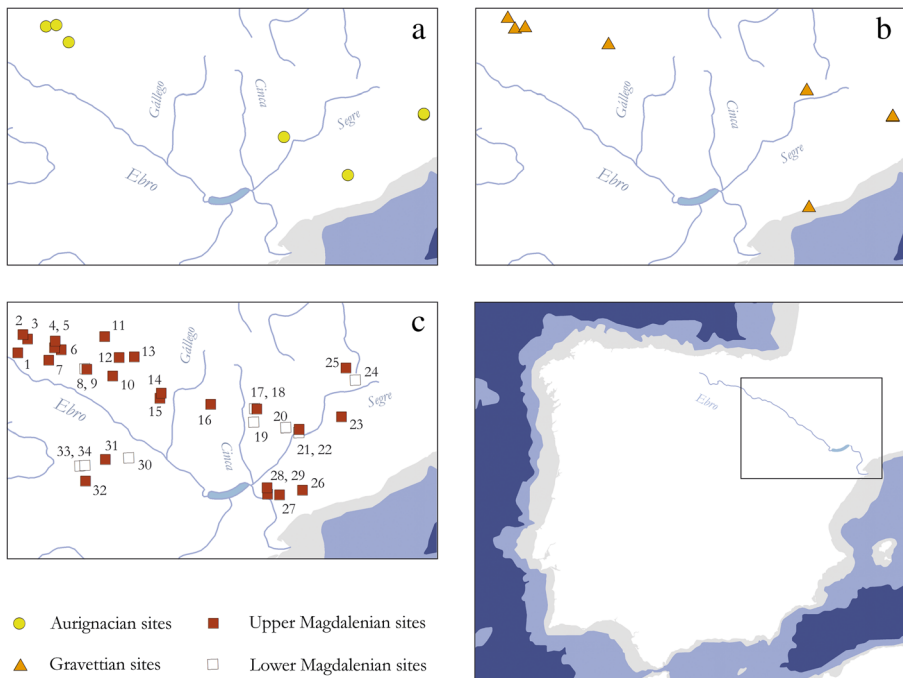 a
Gállego
Cinca
Segre
Ebro
b
Gállego
Cinca
Segre
Ebro
c
2
3
4, 5
11
1
7
6
12
13
8, 9
10
14
15
Gállego
16
17, 18
19
20
21, 22
25
24
Segre
23
Ebro
33, 34
31
30
32
Cinca
28, 29
26
27
Ebro
Aurignacian sites
Upper Magdalenian sites
Gravettian sites
Lower Magdalenian sites